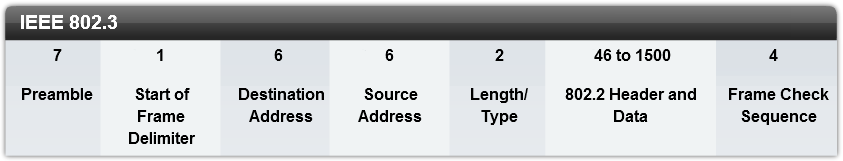 IEEE 802.3
7 1 6 6 2 46 to 1500 4
Preamble Start of Destination Source Length/ 802.2 Header and Frame Check
Frame Address Address Type Data Sequence
Delimiter